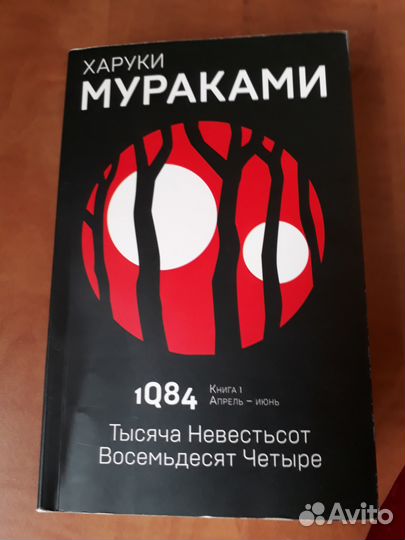 ХАРУКИ
МУРАКАМИ
1Q84
Книга 1
Апрель – июнь
Тысяча Невестьсот
Восемьдесят Четыре
Avito